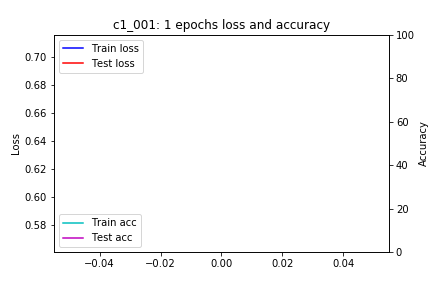 c1_001: 1 epochs loss and accuracy
Train loss
Test loss
Train acc
Test acc
Loss
0.70
0.68
0.66
0.64
0.62
0.60
0.58
Accuracy
100
80
60
40
20
0
−0.04
−0.02
0.00
0.02
0.04